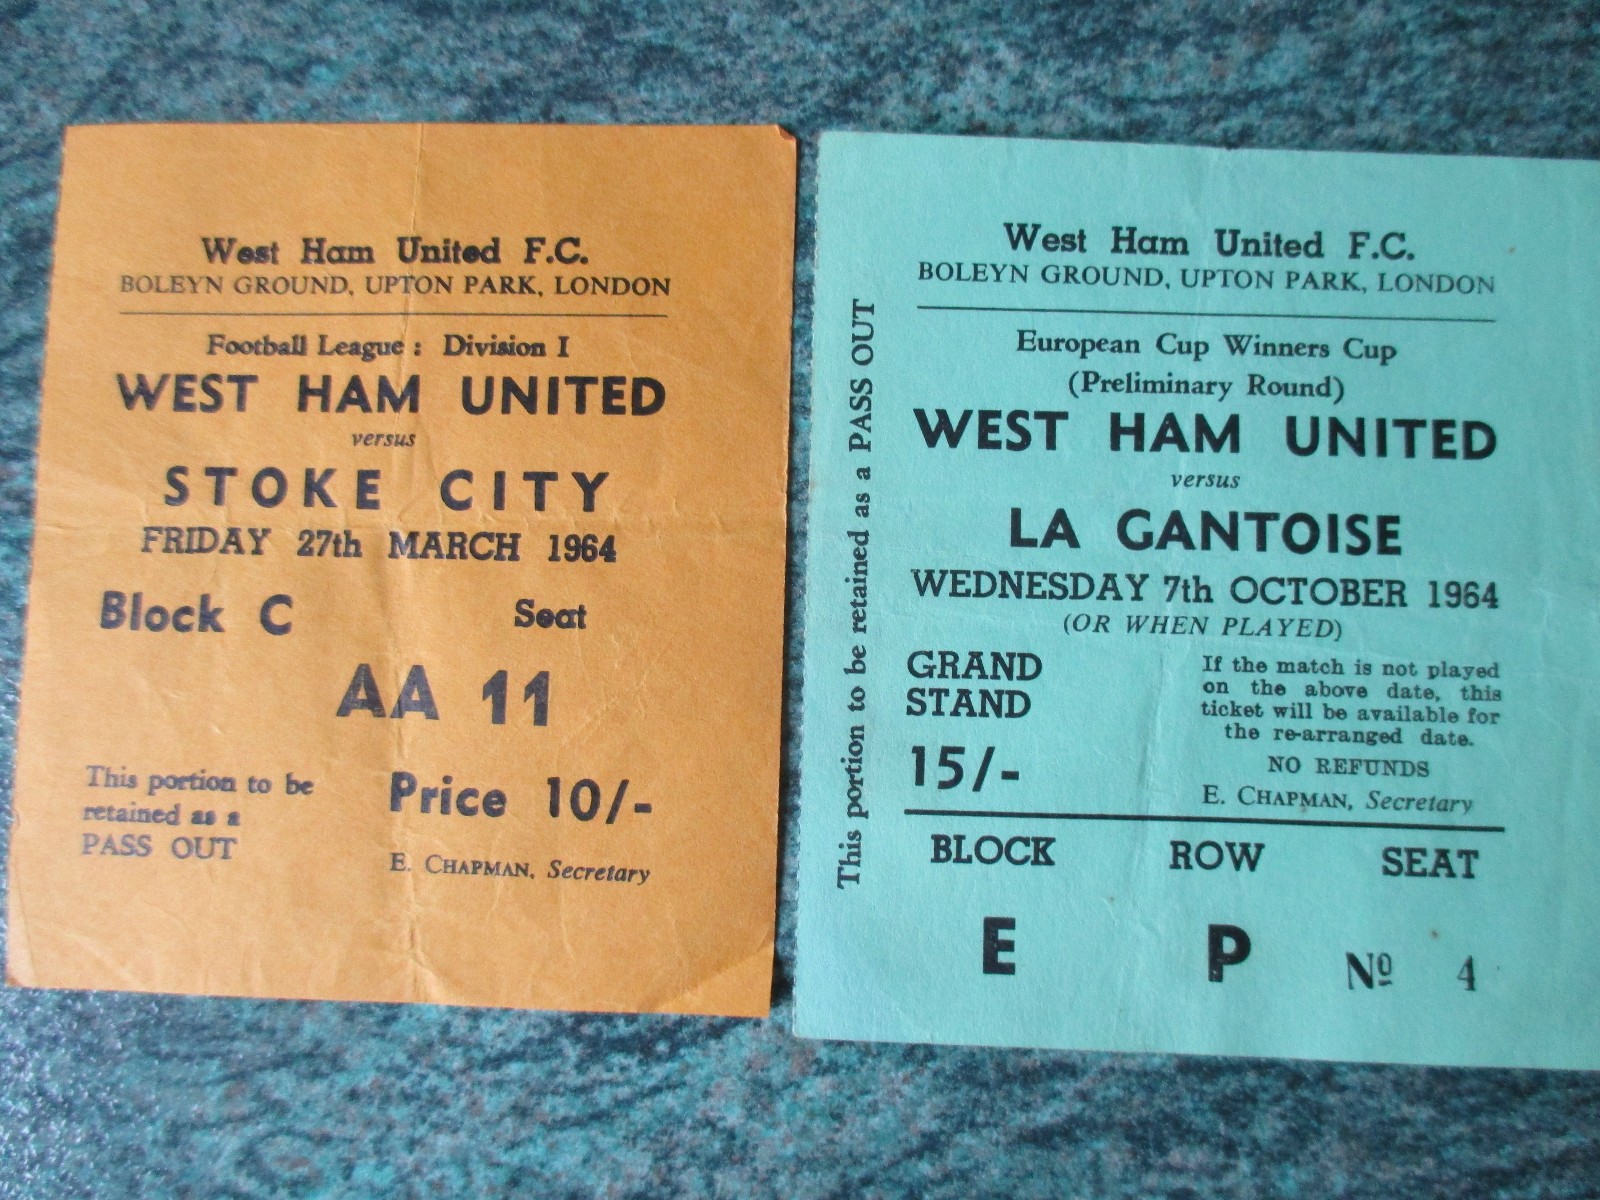 West Ham United F.C.
BOLEYN GROUND, UPTON PARK, LONDON
Football League : Division I
WEST HAM UNITED
versus
STOKE CITY
FRIDAY 27th MARCH 1964
Block C Seat
AA 11
This portion to be
retained as a
PASS OUT
Price 10/-
E. CHAPMAN, Secretary
This portion to be retained as a PASS OUT
West Ham United F.C.
BOLEYN GROUND, UPTON PARK, LONDON
European Cup Winners Cup
(Preliminary Round)
WEST HAM UNITED
versus
LA GANTOISE
WEDNESDAY 7th OCTOBER 1964
(OR WHEN PLAYED)
GRAND
STAND
15/-
If the match is not played
on the above date, this
ticket will be available for
the re-arranged date.
NO REFUNDS
E. CHAPMAN, Secretary
BLOCK ROW SEAT
E P Nº 4